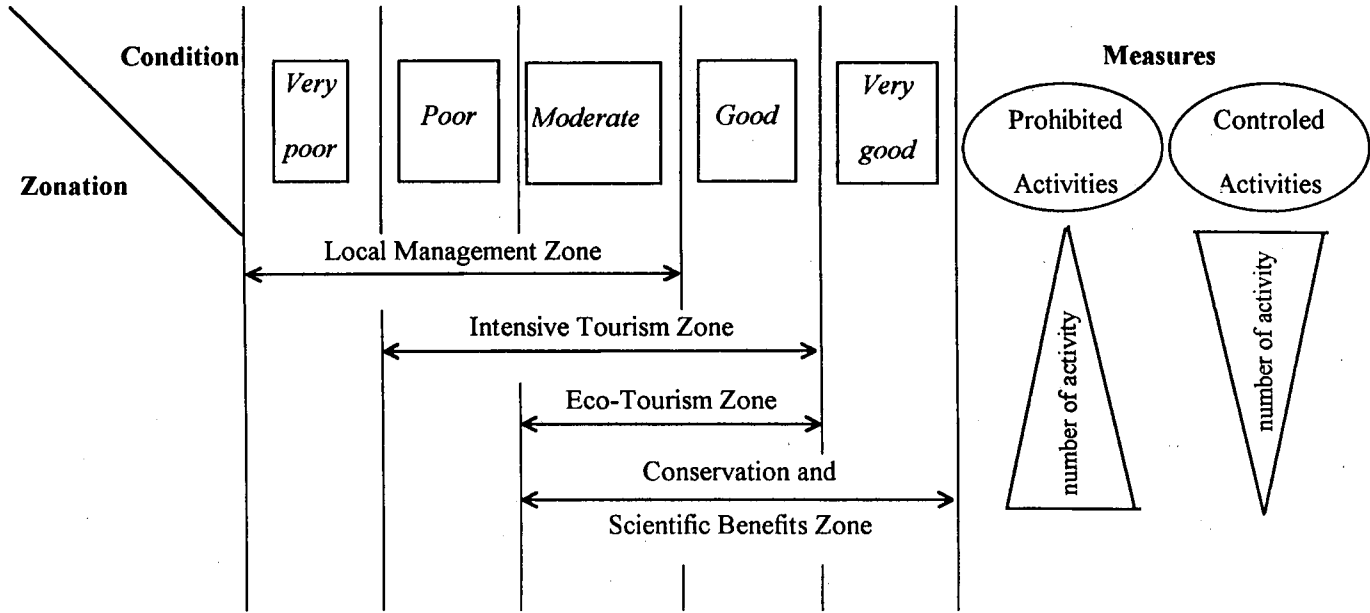 Condition
Zonation
Very
poor
Poor
Moderate
Good
Very
good
Measures
Prohibited
Activities
Controled
Activities
Local Management Zone
Intensive Tourism Zone
Eco-Tourism Zone
Conservation and
Scientific Benefits Zone
number of activity
number of activity